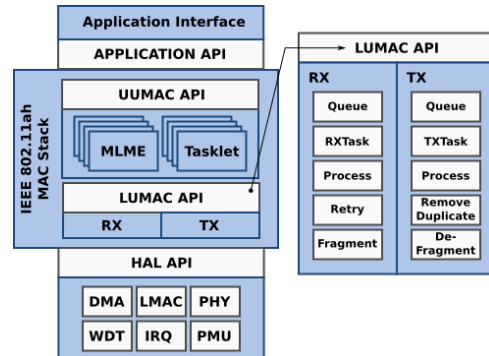 Application Interface
APPLICATION API
IEEE 802.11ah
MAC Stack
UUMAC API
MLME
Tasklet
LUMAC API
RX
TX
HAL API
DMA
LMAC
PHY
WDT
IRQ
PMU
LUMAC API
RX
Queue
RXTask
Process
Retry
Fragment
TX
Queue
TXTask
Process
Remove
Duplicate
De-
Fragment